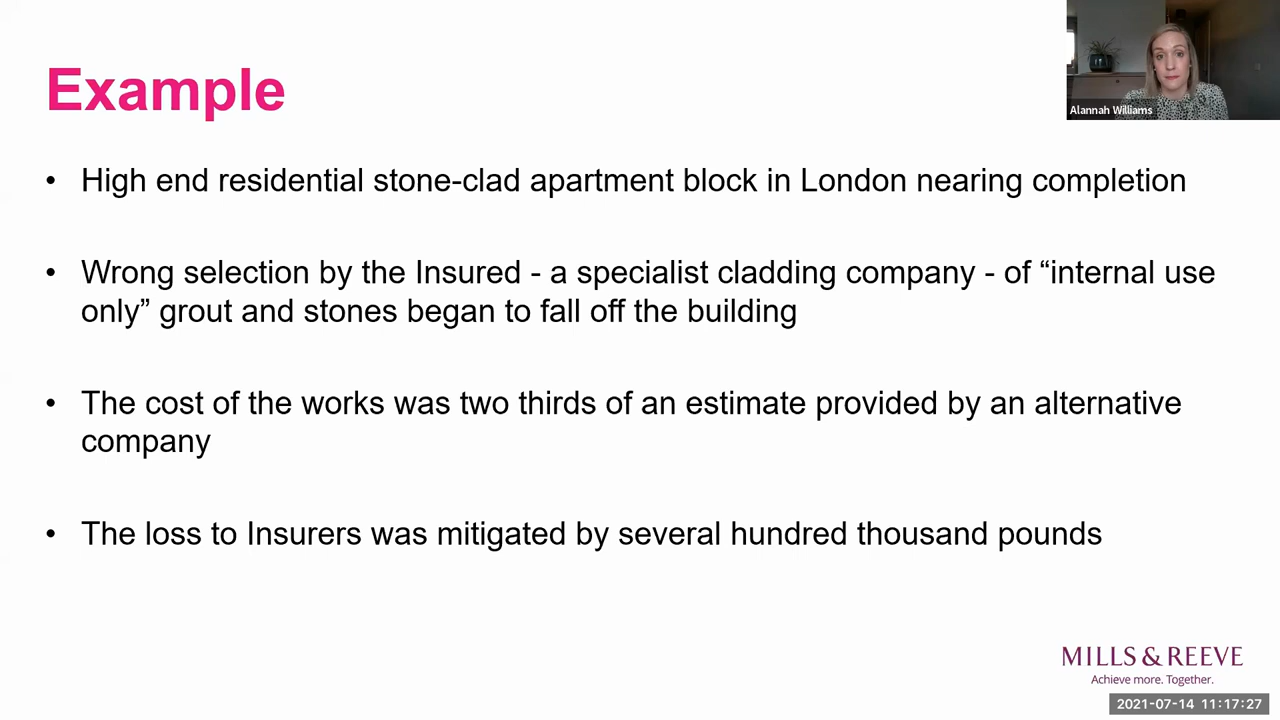 Example
Alannah Williams
• High end residential stone-clad apartment block in London nearing completion
• Wrong selection by the Insured - a specialist cladding company - of “internal use
only” grout and stones began to fall off the building
• The cost of the works was two thirds of an estimate provided by an alternative
company
• The loss to Insurers was mitigated by several hundred thousand pounds
MILLS & REEVE
Achieve more. Together.
2021-07-14 11:17:27